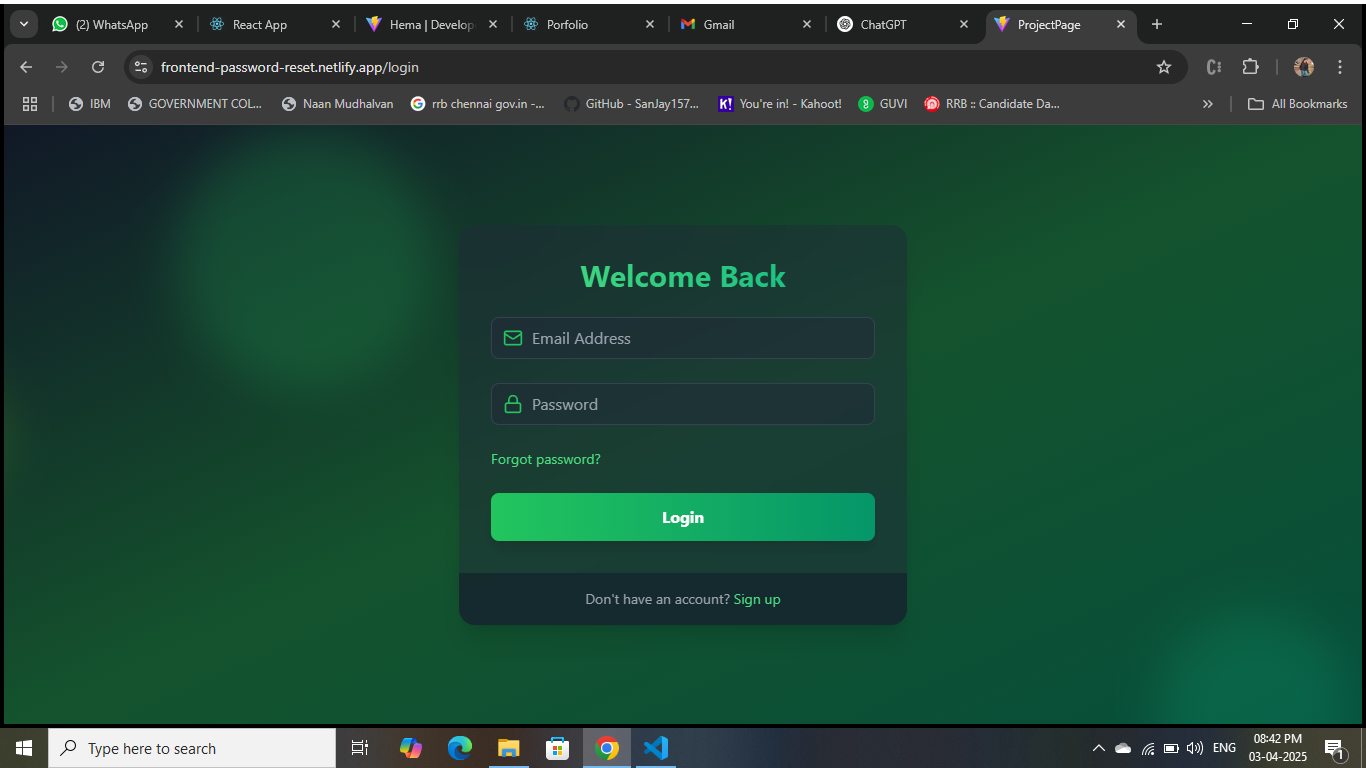 (2) WhatsApp
React App
Hema | Develop
Porfolio
Gmail
ChatGPT
ProjectPage
frontend-password-reset.netlify.app/login
IBM
GOVERNMENT COL...
Naan Mudhalvan
rrb chennai gov.in -...
GitHub - SanJay157...
K!
You're in! - Kahoot!
GUVI
RRB :: Candidate Da...
All Bookmarks
Welcome Back
Email Address
Password
Forgot password?
Login
Don't have an account? Sign up
Type here to search
ENG
08:42 PM
03-04-2025
1